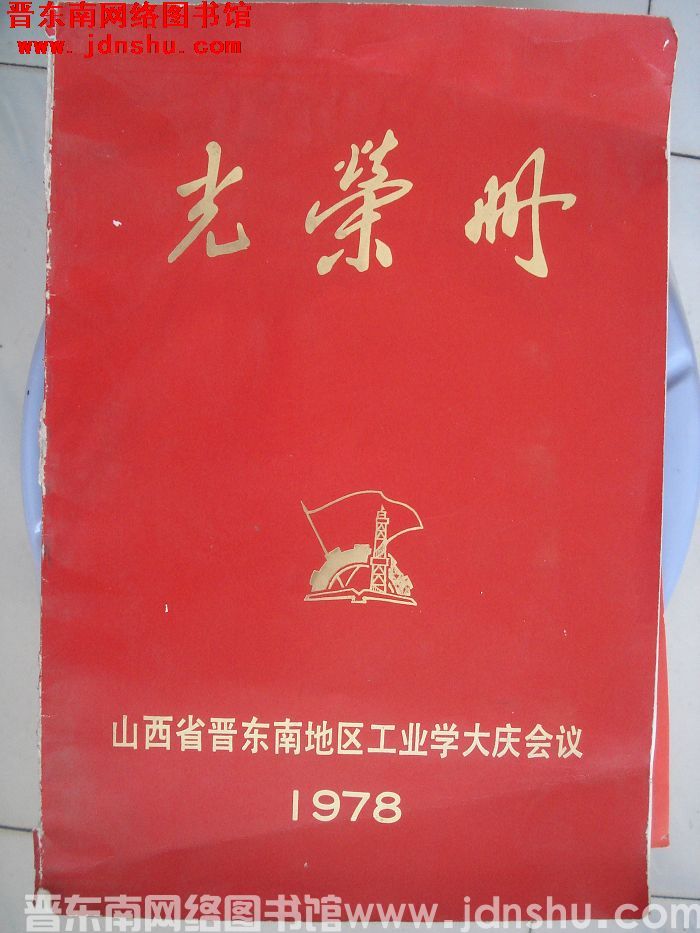 晋东南网络图书馆
www.jdnshu.com
光榮册
山西省晋东南地区工业学大庆会议
1978
晋东南网络图书馆www.jdnshu.com